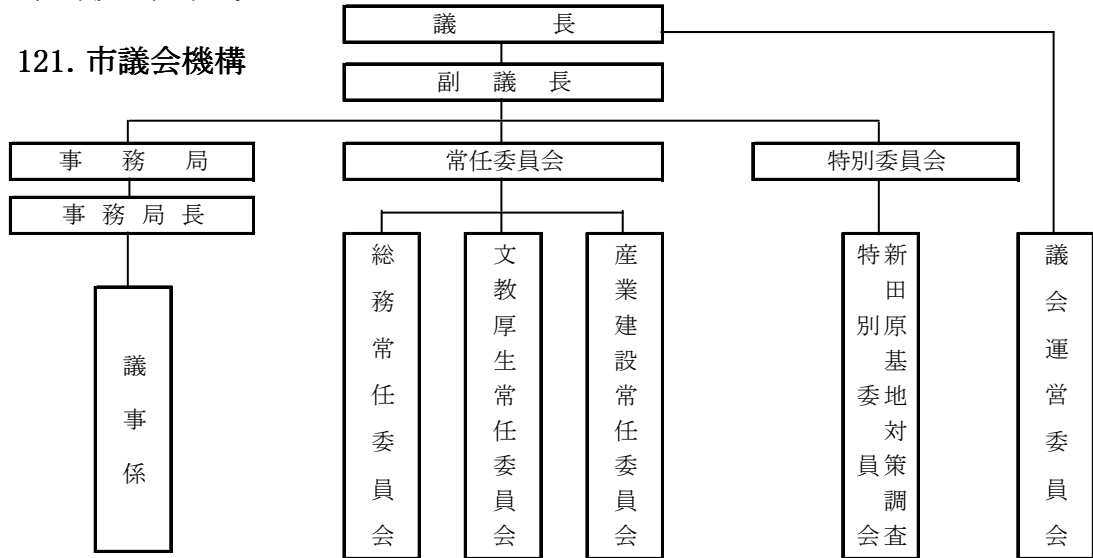 121. 市議会機構
議長
副議長
事務局
常任委員会
特別委員会
事務局長
総務常任委員会
文教厚生常任委員会
産業建設常任委員会
新田原基地対策調査
特別委員会
議会運営委員会
議事係